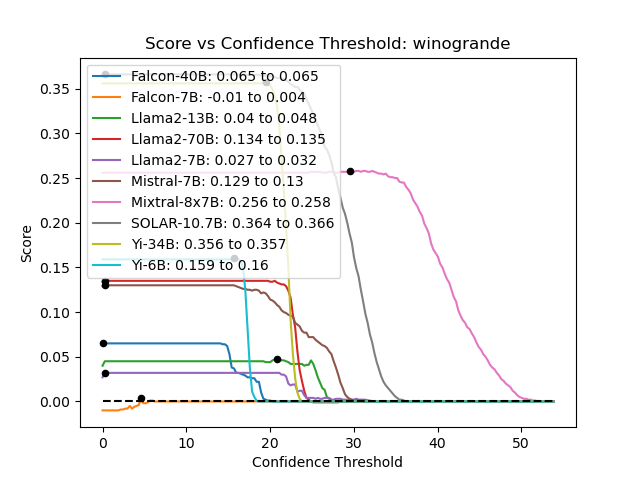 Score vs Confidence Threshold: winogrande
Falcon-40B: 0.065 to 0.065
Falcon-7B: -0.01 to 0.004
Llama2-13B: 0.04 to 0.048
Llama2-70B: 0.134 to 0.135
Llama2-7B: 0.027 to 0.032
Mistral-7B: 0.129 to 0.13
Mixtral-8x7B: 0.256 to 0.258
SOLAR-10.7B: 0.364 to 0.366
Yi-34B: 0.356 to 0.357
Yi-6B: 0.159 to 0.16
Score
0.35
0.30
0.25
0.20
0.15
0.10
0.05
0.00
0 10 20 30 40 50
Confidence Threshold